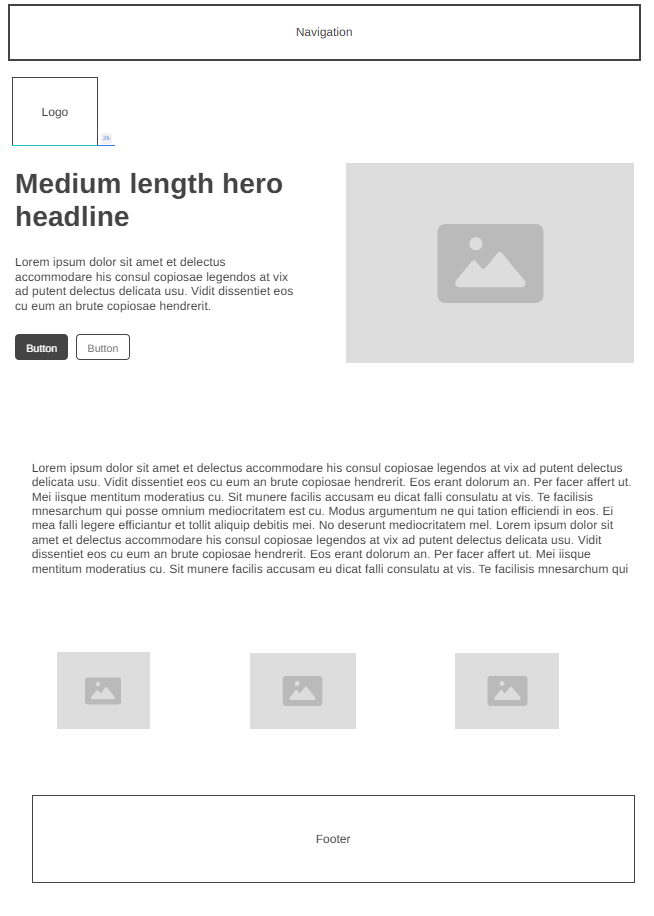 Navigation
Logo
Medium length hero
headline
Lorem ipsum dolor sit amet et delectus
accommodare his consul copiosae legendos at vix
ad putent delectus delicata usu. Vidit dissentiet eos
cu eum an brute copiosae hendrerit.
Button Button
Lorem ipsum dolor sit amet et delectus accommodare his consul copiosae legendos at vix ad putent delectus
delicata usu. Vidit dissentiet eos cu eum an brute copiosae hendrerit. Eos erant dolorum an. Per facer affert ut.
Mei iisque mentitum moderatius cu. Sit munere facilis accusam eu dicat falli consulatu at vis. Te facilisis
mnesarchum qui posse omnium mediocritatem est cu. Modus argumentum ne qui tation efficiendi in eos. Ei
mea falli legere efficiantur et tollit aliquip debitis mei. No deserunt mediocritatem mel. Lorem ipsum dolor sit
amet et delectus accommodare his consul copiosae legendos at vix ad putent delectus delicata usu. Vidit
dissentiet eos cu eum an brute copiosae hendrerit. Eos erant dolorum an. Per facer affert ut. Mei iisque
mentitum moderatius cu. Sit munere facilis accusam eu dicat falli consulatu at vis. Te facilisis mnesarchum qui
Footer